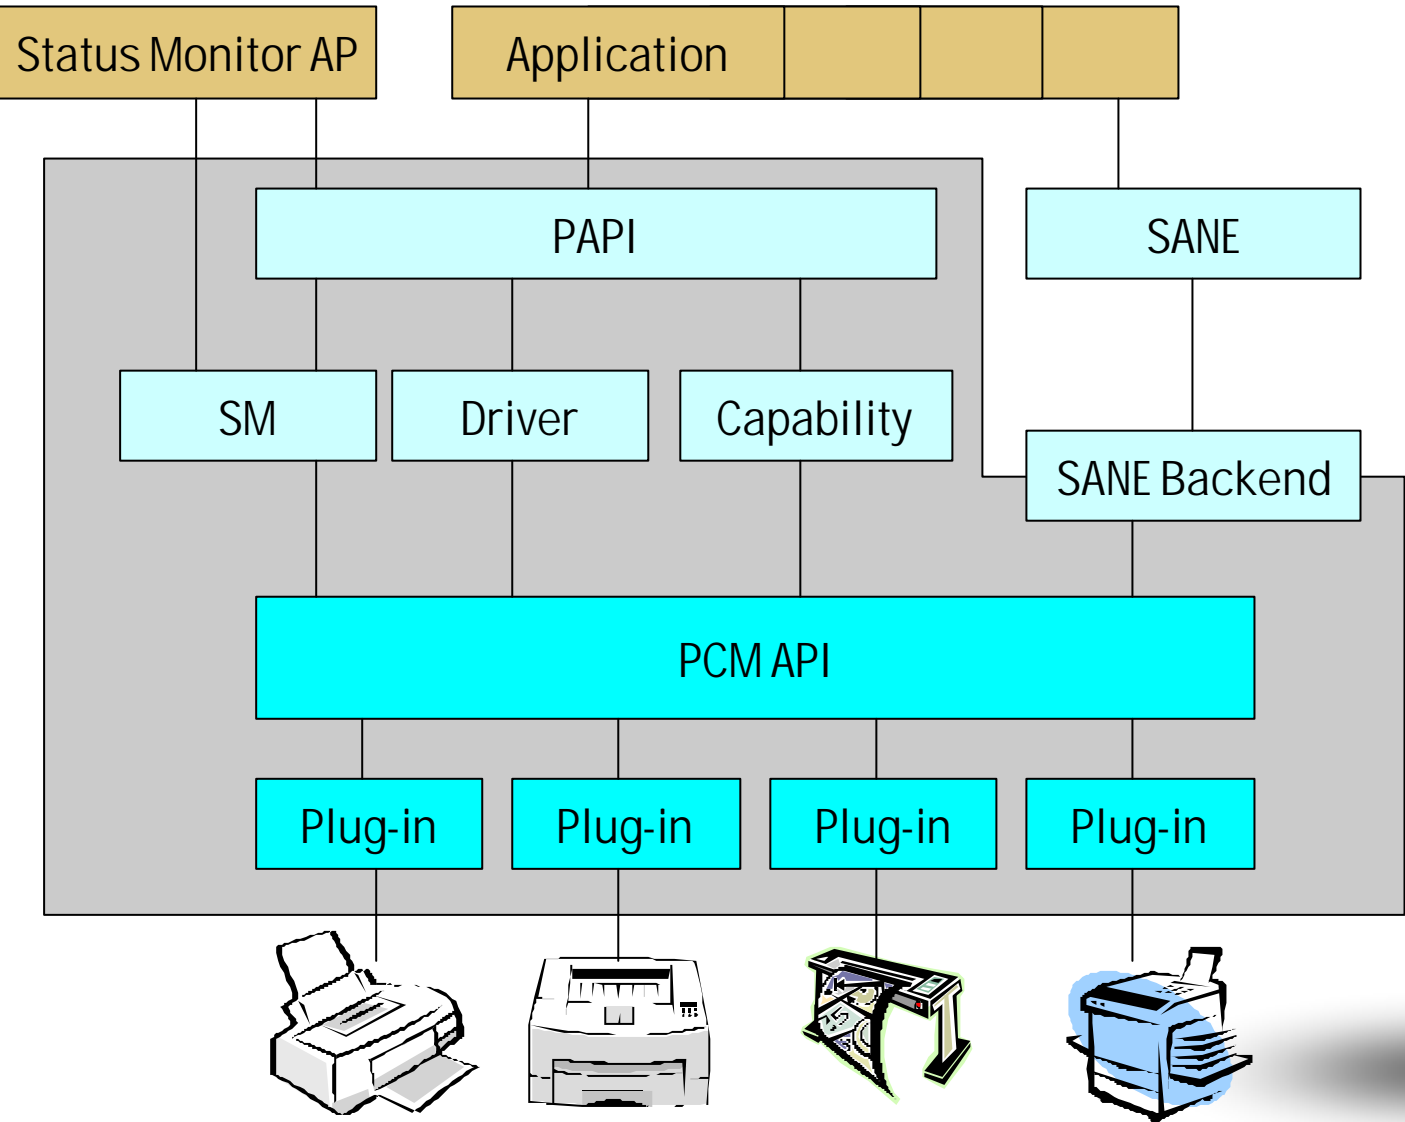 Status Monitor AP
Application
PAPI
SANE
SM
Driver
Capability
SANE Backend
PCM API
Plug-in
Plug-in
Plug-in
Plug-in